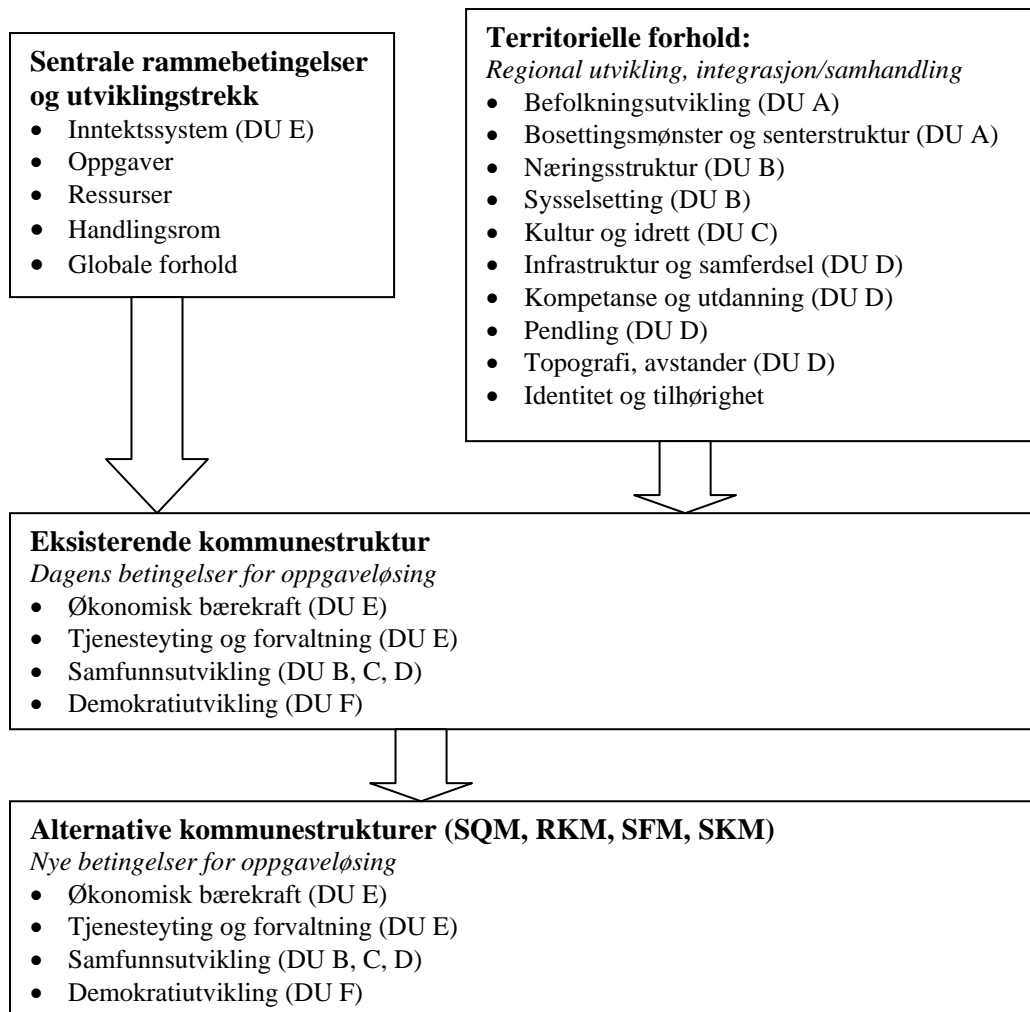 Sentrale rammebetingelser
og utviklingstrekk
• Inntektssystem (DU E)
• Oppgaver
• Ressurser
• Handlingsrom
• Globale forhold
Territorielle forhold:
Regional utvikling, integrasjon/samhandling
• Befolkningsutvikling (DU A)
• Bosettingsmønster og senterstruktur (DU A)
• Næringsstruktur (DU B)
• Sysselsetting (DU B)
• Kultur og idrett (DU C)
• Infrastruktur og samferdsel (DU D)
• Kompetanse og utdanning (DU D)
• Pendling (DU D)
• Topografi, avstander (DU D)
• Identitet og tilhørighet
Eksisterende kommunestruktur
Dagens betingelser for oppgaveløsing
• Økonomisk bærekraft (DU E)
• Tjenesteyting og forvaltning (DU E)
• Samfunnsutvikling (DU B, C, D)
• Demokratiutvikling (DU F)
Alternative kommunestrukturer (SQM, RKM, SFM, SKM)
Nye betingelser for oppgaveløsing
• Økonomisk bærekraft (DU E)
• Tjenesteyting og forvaltning (DU E)
• Samfunnsutvikling (DU B, C, D)
• Demokratiutvikling (DU F)